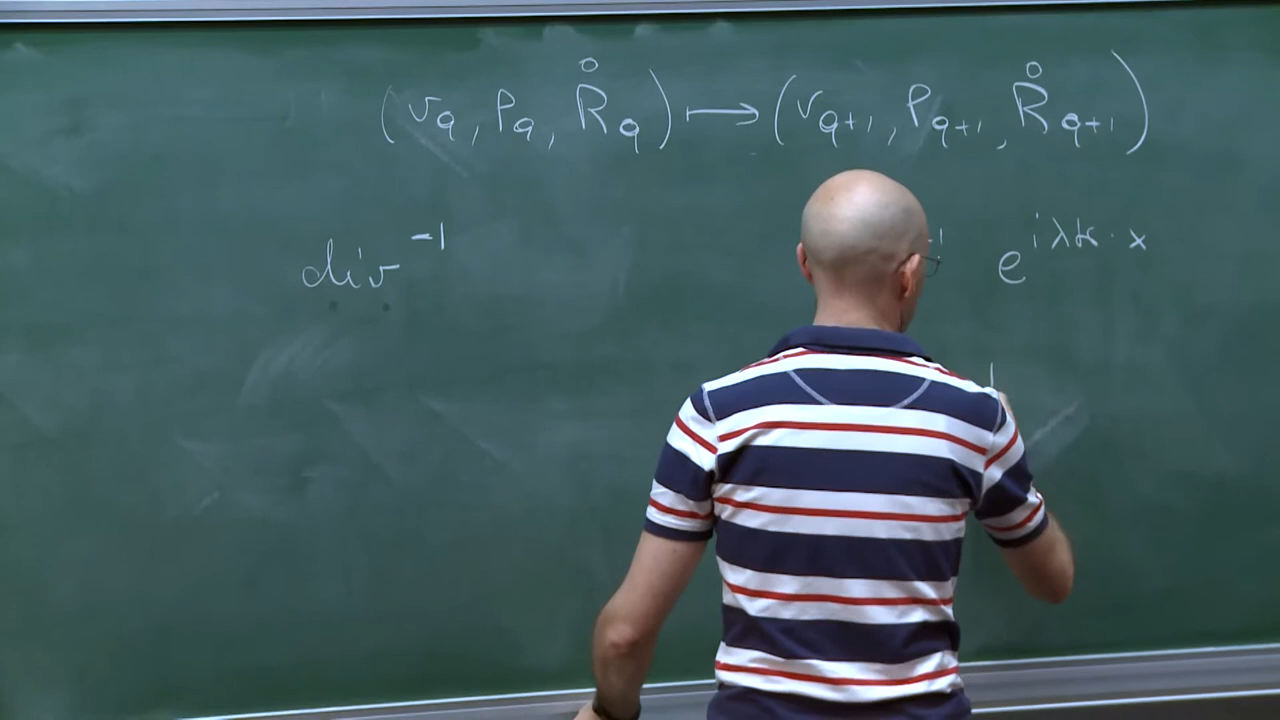 (v_q, p_q, R̊_q) ⟼ (v_{q+1}, p_{q+1}, R̊_{q+1})
div^{-1} e^{iλk·x}